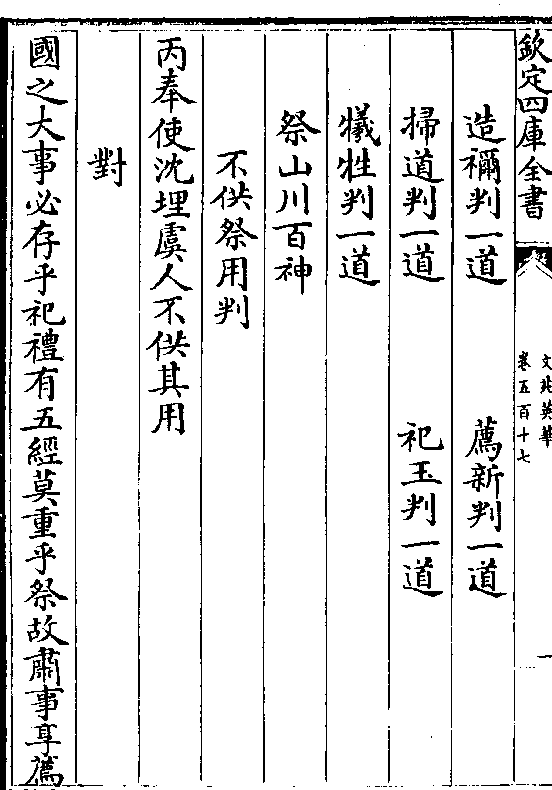 欽定四庫全書
文苑英華
卷五百十七
一
造禰判一道 薦新判一道
掃道判一道 祀玉判一道
犧牲判一道
祭山川百神
不供祭用判
丙奉使沈埋虞人不供其用
對
國之大事必存乎祀禮有五經莫重乎祭故肅事享薦